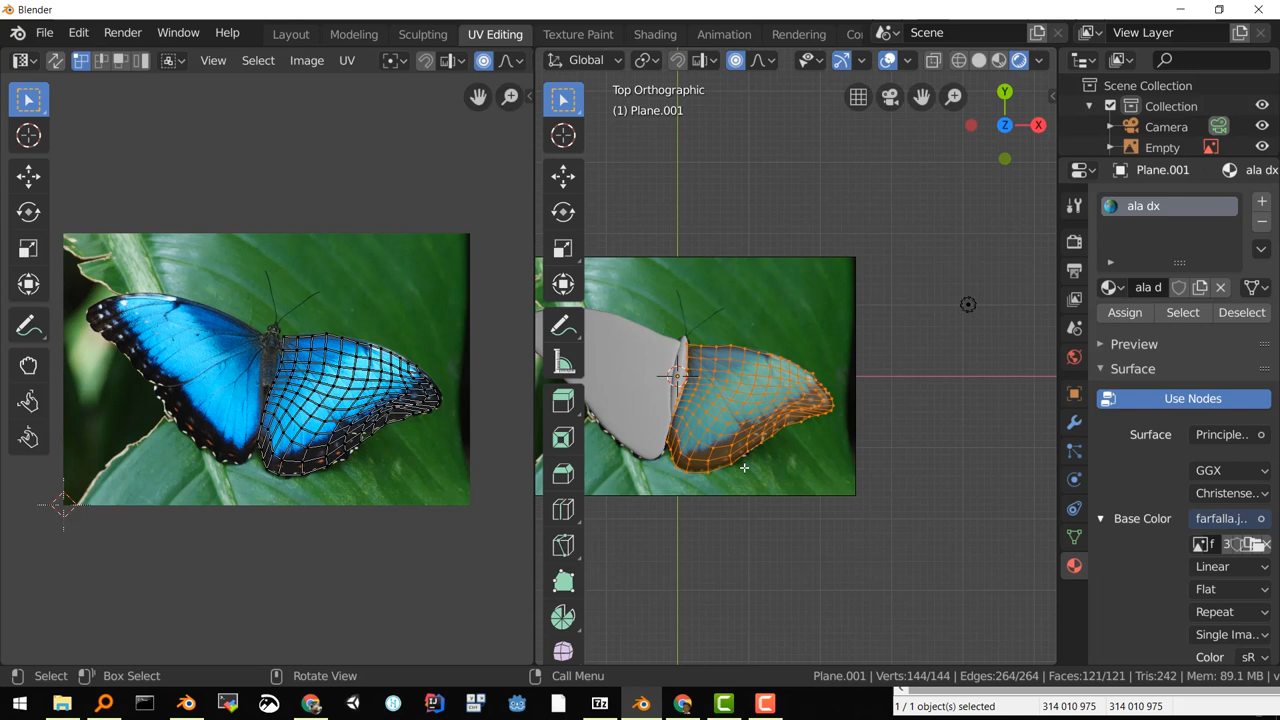 Blender
File Edit Render Window Help
Layout Modeling Sculpting UV Editing Texture Paint Shading Animation Rendering Co
Scene
View Layer
View Select Image UV
Global
Top Orthographic
(1) Plane.001
Y
Z
X
Scene Collection
Collection
Camera
Empty
Plane.001
ala dx
ala dx
ala d
Assign Select Deselect
Preview
Surface
Use Nodes
Surface Principle..
GGX
Christense..
Base Color farfalla.j..
f 3
Linear
Flat
Repeat
Single Ima..
Color sR
Select Box Select Rotate View Call Menu
Plane.001 | Verts:144/144 | Edges:264/264 | Faces:121/121 | Tris:242 | Mem: 89.1 MB | v
1 / 1 object(s) selected 314 010 975 314 010 975